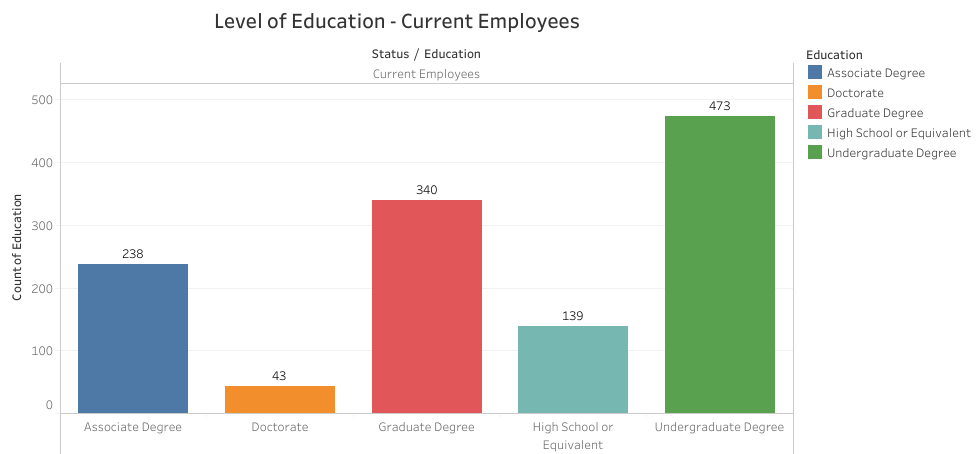 Level of Education - Current Employees
Status / Education
Current Employees
Count of Education
500
400
300
200
100
0
238
43
340
139
473
Associate Degree
Doctorate
Graduate Degree
High School or
Equivalent
Undergraduate Degree
Education
Associate Degree
Doctorate
Graduate Degree
High School or Equivalent
Undergraduate Degree